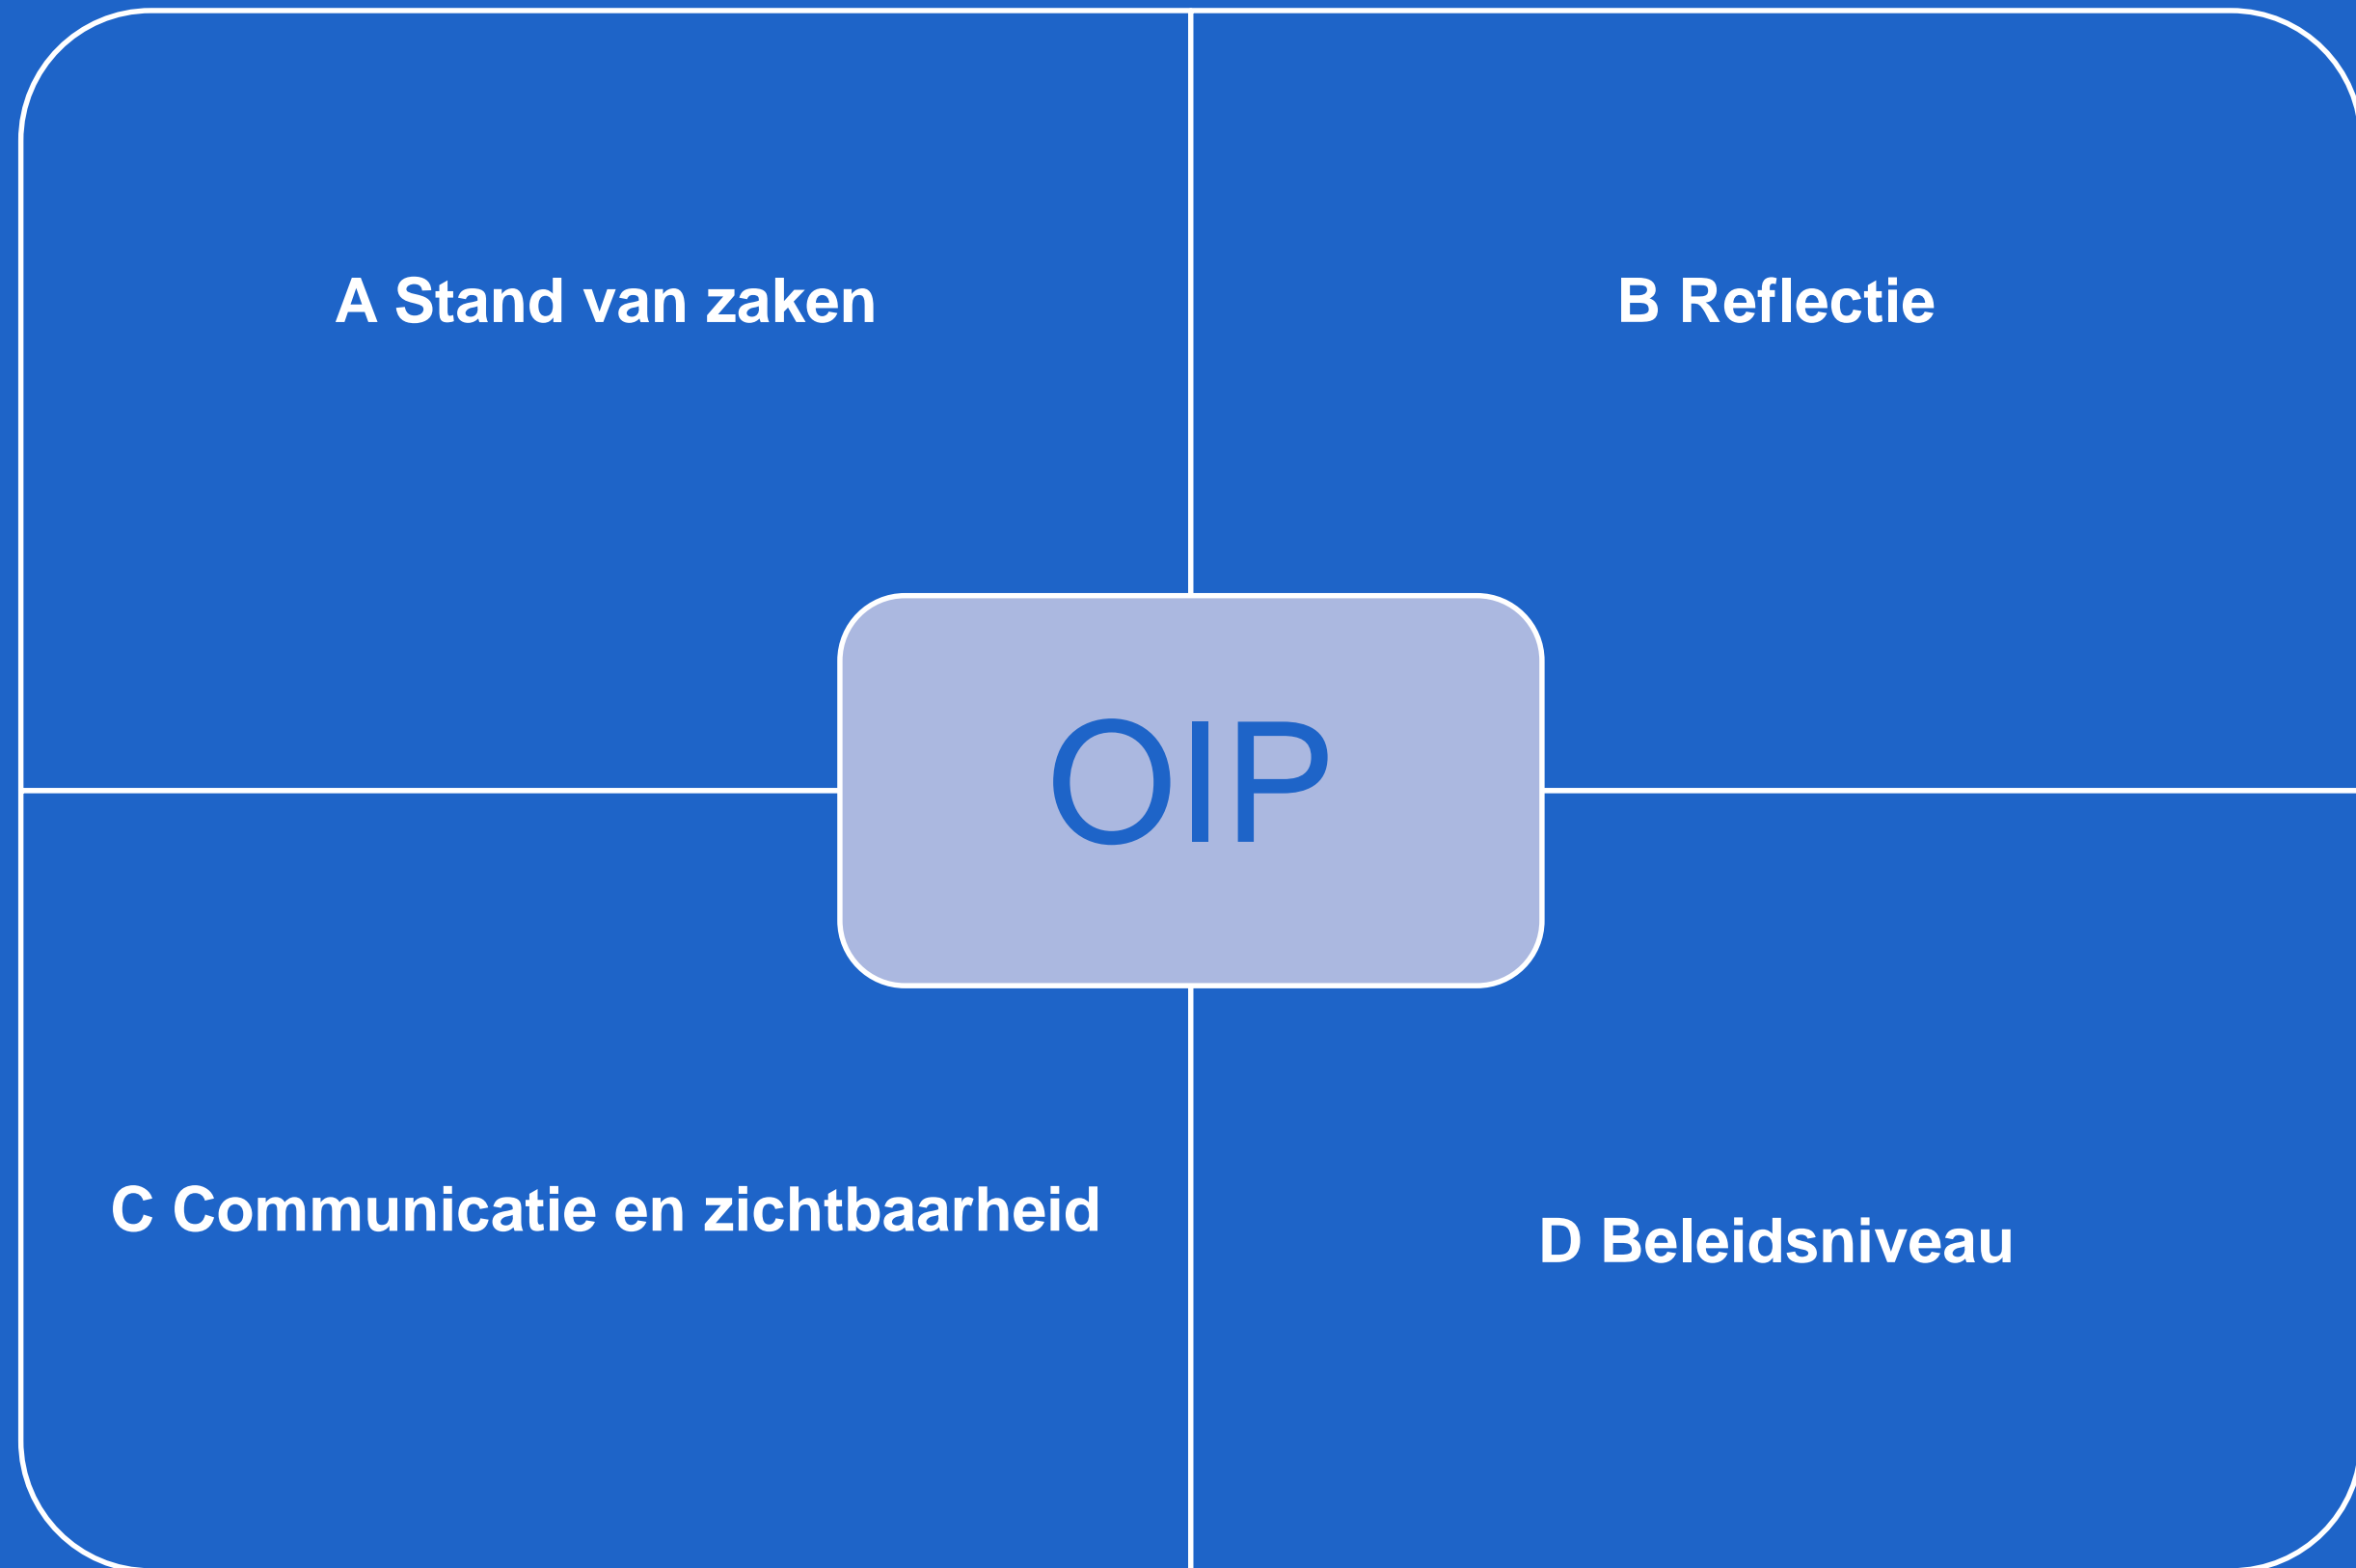 A Stand van zaken
B Reflectie
OIP
C Communicatie en zichtbaarheid
D Beleidsniveau